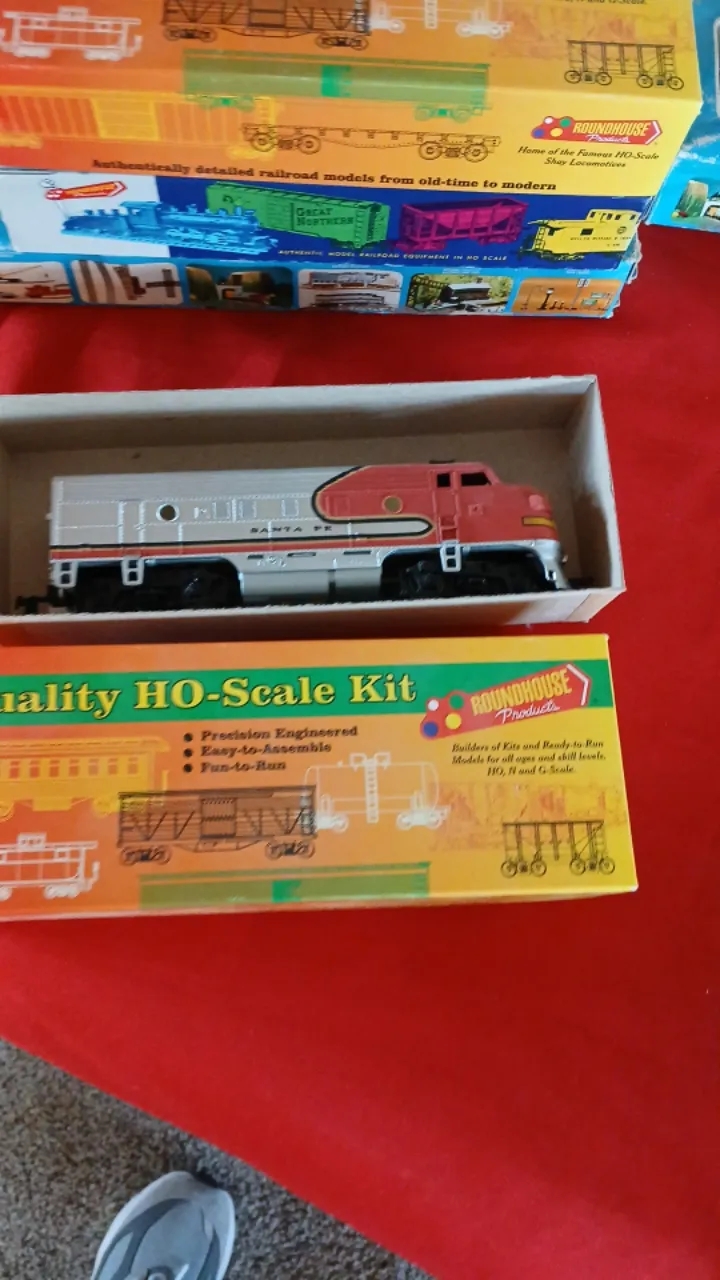 ROUNDHOUSE
Products
Home of the Famous HO-Scale
Shay Locomotives
Authentically detailed railroad models from old-time to modern
ROUNDHOUSE
GREAT
NORTHERN
AUTHENTIC MODEL RAILROAD EQUIPMENT IN HO SCALE
SANTA FE
uality HO-Scale Kit
ROUNDHOUSE
Products
● Precision Engineered
● Easy-to-Assemble
● Fun-to-Run
Builders of Kits and Ready-to-Run
Models for all ages and skill levels.
HO, N and G-Scale.